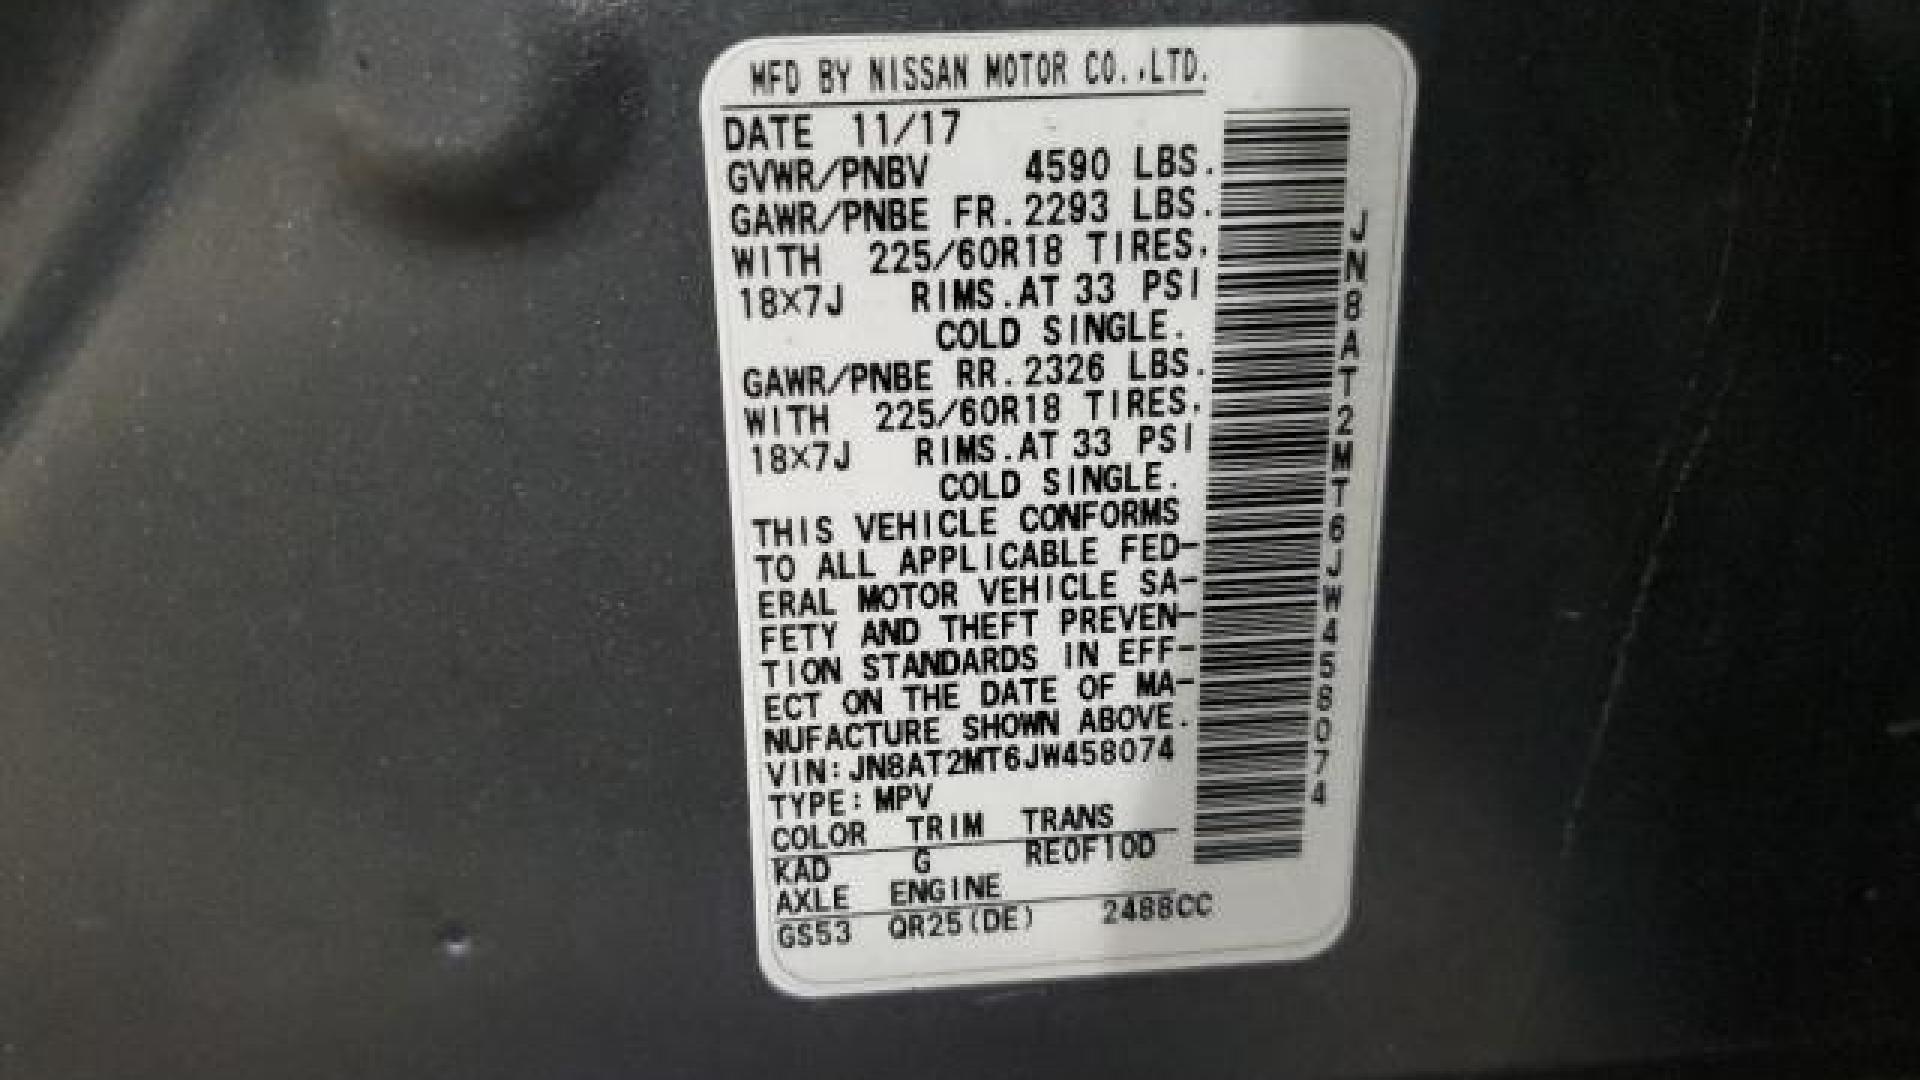 MFD BY NISSAN MOTOR CO.,LTD.
DATE 11/17
GVWR/PNBV 4590 LBS.
GAWR/PNBE FR. 2293 LBS.
WITH 225/60R18 TIRES.
18X7J RIMS.AT 33 PSI
COLD SINGLE.
GAWR/PNBE RR. 2326 LBS.
WITH 225/60R18 TIRES.
18X7J RIMS.AT 33 PSI
COLD SINGLE.
THIS VEHICLE CONFORMS
TO ALL APPLICABLE FED-
ERAL MOTOR VEHICLE SA-
FETY AND THEFT PREVEN-
TION STANDARDS IN EFF-
ECT ON THE DATE OF MA-
NUFACTURE SHOWN ABOVE.
VIN:JN8AT2MT6JW458074
TYPE:MPV
COLOR TRIM TRANS
KAD G RE0F10D
AXLE ENGINE
GS53 QR25(DE) 2488CC
JN8AT2MT6JW458074